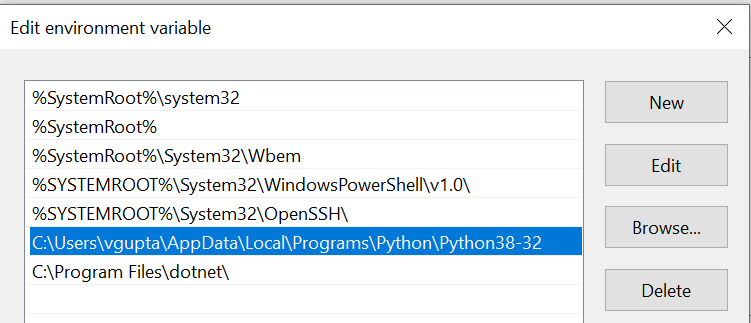 Edit environment variable
%SystemRoot%\system32
New
%SystemRoot%
%SystemRoot%\System32\Wbem
Edit
%SYSTEMROOT%\System32\WindowsPowerShell\v1.0\
%SYSTEMROOT%\System32\OpenSSH\
Browse...
C:\Users\vgupta\AppData\Local\Programs\Python\Python38-32
C:\Program Files\dotnet\
Delete